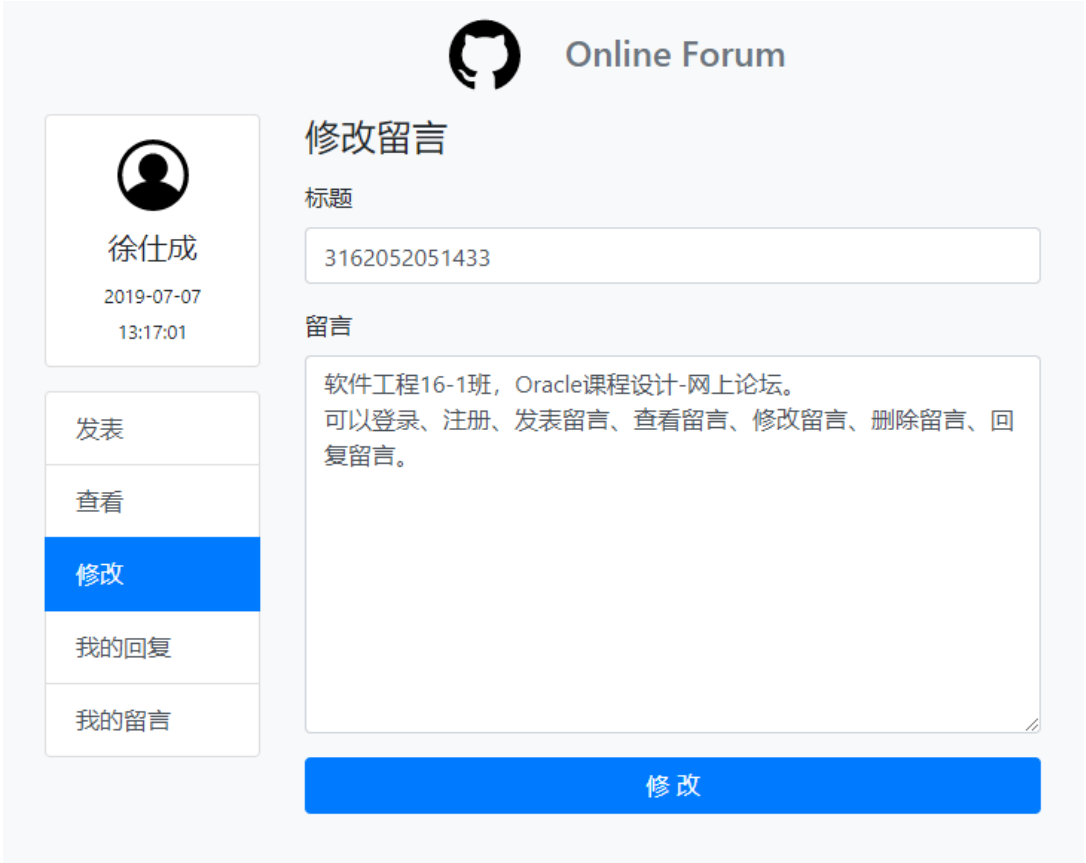 Online Forum
徐仕成
2019-07-07
13:17:01
发表
查看
修改
我的回复
我的留言
修改留言
标题
3162052051433
留言
软件工程16-1班，Oracle课程设计-网上论坛。
可以登录、注册、发表留言、查看留言、修改留言、删除留言、回
复留言。
修 改